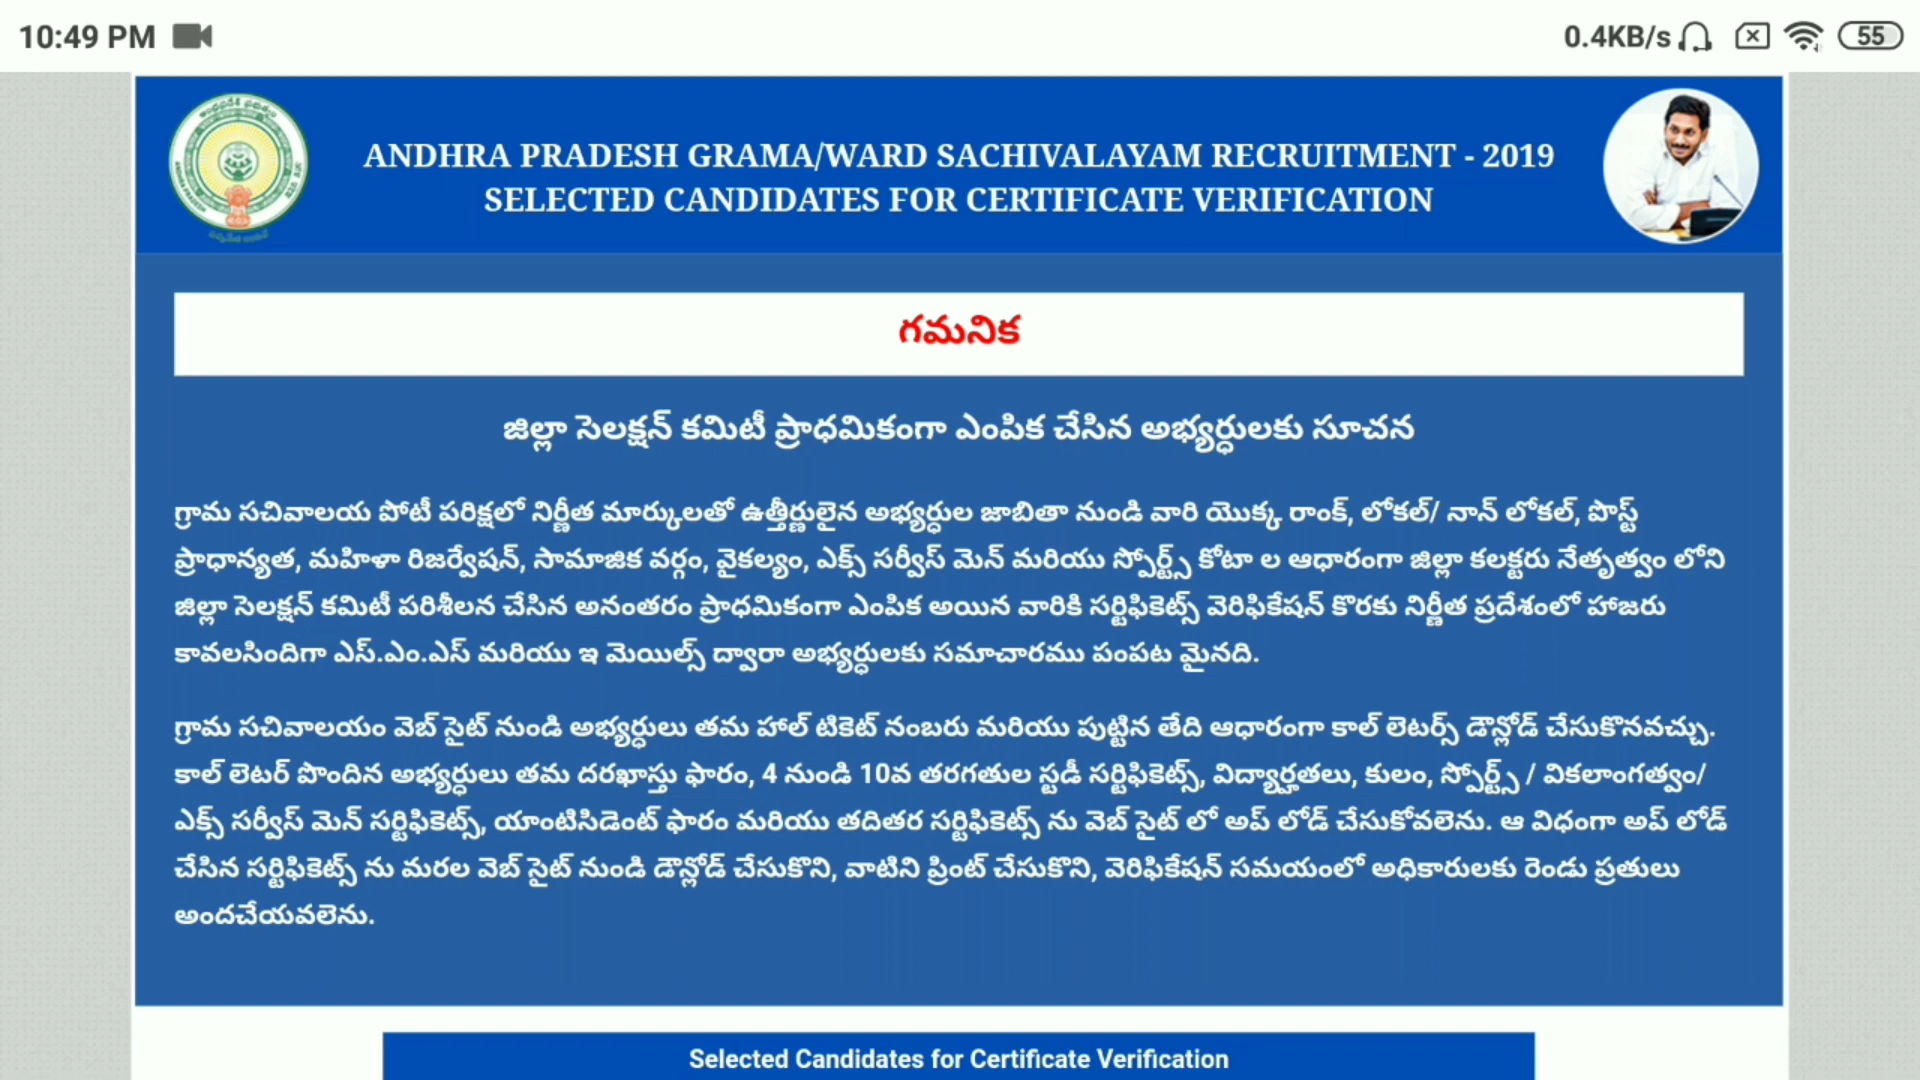 10:49 PM
0.4KB/s
55
ANDHRA PRADESH GRAMA/WARD SACHIVALAYAM RECRUITMENT - 2019
SELECTED CANDIDATES FOR CERTIFICATE VERIFICATION
గమనిక
జిల్లా సెలక్షన్ కమిటీ ప్రాధమికంగా ఎంపిక చేసిన అభ్యర్ధులకు సూచన
గ్రామ సచివాలయ పోటీ పరిక్షలో నిర్ణీత మార్కులతో ఉత్తీర్ణులైన అభ్యర్ధుల జాబితా నుండి వారి యొక్క రాంక్, లోకల్/ నాన్ లోకల్, పొస్ట్
ప్రాధాన్యత, మహిళా రిజర్వేషన్, సామాజిక వర్గం, వైకల్యం, ఎక్స్ సర్వీస్ మెన్ మరియు స్పోర్ట్స్ కోటా ల ఆధారంగా జిల్లా కలక్టరు నేతృత్వం లోని
జిల్లా సెలక్షన్ కమిటీ పరిశీలన చేసిన అనంతరం ప్రాధమికంగా ఎంపిక అయిన వారికి సర్టిఫికెట్స్ వెరిఫికేషన్ కొరకు నిర్ణీత ప్రదేశంలో హాజరు
కావలసిందిగా ఎస్.ఎం.ఎస్ మరియు ఇ మెయిల్స్ ద్వారా అభ్యర్ధులకు సమాచారము పంపట మైనది.
గ్రామ సచివాలయం వెబ్ సైట్ నుండి అభ్యర్ధులు తమ హాల్ టికెట్ నంబరు మరియు పుట్టిన తేది ఆధారంగా కాల్ లెటర్స్ డౌన్లోడ్ చేసుకొనవచ్చు.
కాల్ లెటర్ పొందిన అభ్యర్ధులు తమ దరఖాస్తు ఫారం, 4 నుండి 10వ తరగతుల స్టడీ సర్టిఫికెట్స్, విద్యార్హతలు, కులం, స్పోర్ట్స్ / వికలాంగత్వం/
ఎక్స్ సర్వీస్ మెన్ సర్టిఫికెట్స్, యాంటిసిడెంట్ ఫారం మరియు తదితర సర్టిఫికెట్స్ ను వెబ్ సైట్ లో అప్ లోడ్ చేసుకోవలెను. ఆ విధంగా అప్ లోడ్
చేసిన సర్టిఫికెట్స్ ను మరల వెబ్ సైట్ నుండి డౌన్లోడ్ చేసుకొని, వాటిని ప్రింట్ చేసుకొని, వెరిఫికేషన్ సమయంలో అధికారులకు రెండు ప్రతులు
అందచేయవలెను.
Selected Candidates for Certificate Verification